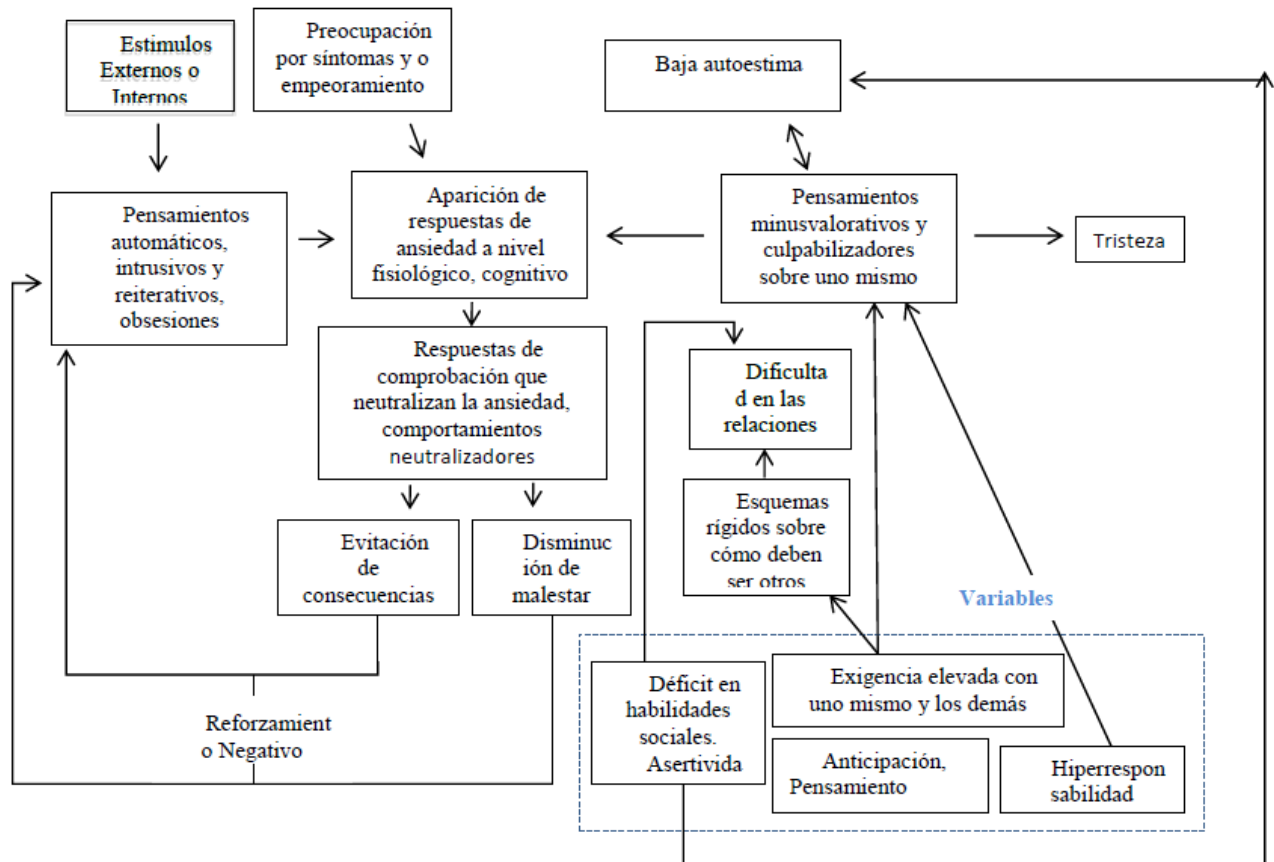 Estimulos
Externos o
Internos
Preocupación
por síntomas y o
empeoramiento
Baja autoestima
Pensamientos
automáticos,
intrusivos y
reiterativos,
obsesiones
Aparición de
respuestas de
ansiedad a nivel
fisiológico, cognitivo
Pensamientos
minusvalorativos y
culpabilizadores
sobre uno mismo
Tristeza
Respuestas de
comprobación que
neutralizan la ansiedad,
comportamientos
neutralizadores
Dificulta
d en las
relaciones
Esquemas
rígidos sobre
cómo deben
ser otros
Evitación
de
consecuencias
Disminuc
ión de
malestar
Variables
Reforzamient
o Negativo
Déficit en
habilidades
sociales.
Asertivida
Exigencia elevada con
uno mismo y los demás
Anticipación,
Pensamiento
Hiperrespon
sabilidad